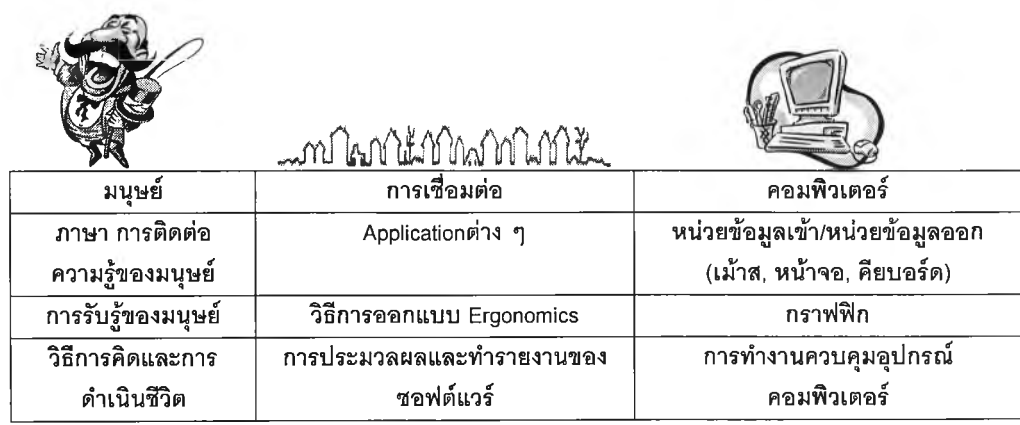 มนุษย์ การเชื่อมต่อ คอมพิวเตอร์
ภาษา การติดต่อ Applicationต่าง ๆ หน่วยข้อมูลเข้า/หน่วยข้อมูลออก
ความรู้ของมนุษย์ (เม้าส, หน้าจอ, คียบอร์ด)
การรับรู้ของมนุษย์ วิธีการออกแบบ Ergonomics กราฟฟิก
วิธีการคิดและการ การประมวลผลและทำรายงานของ การทำงานควบคุมอุปกรณ์
ดำเนินชีวิต ซอฟต์แวร์ คอมพิวเตอร์